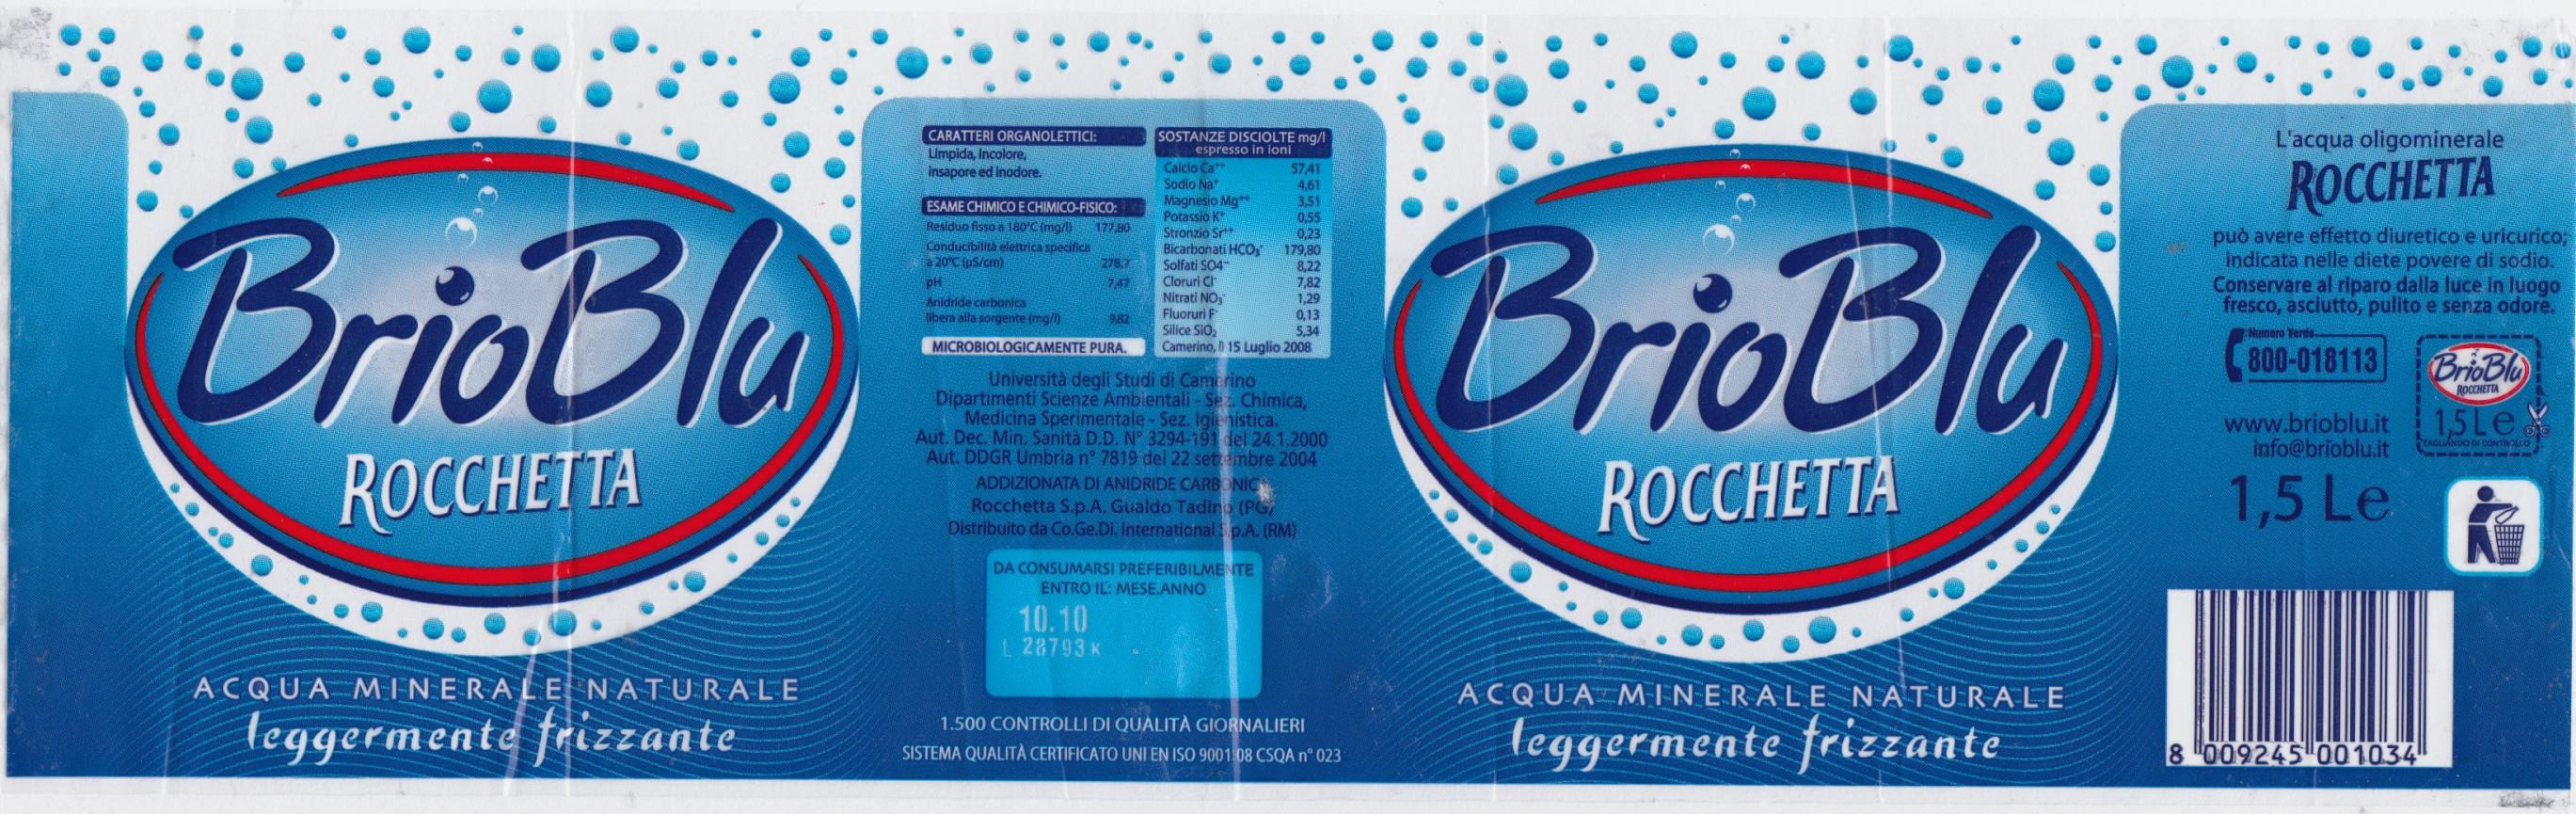 BrioBlu
ROCCHETTA
ACQUA MINERALE NATURALE
leggermente frizzante
CARATTERI ORGANOLETTICI:
Limpida, Incolore,
insapore ed inodore.
ESAME CHIMICO E CHIMICO-FISICO:
Residuo fisso a 180°C (mg/l) 177,80
Conducibilità elettrica specifica
a 20°C (µS/cm) 278,7
pH 7,47
Anidride carbonica
libera alla sorgente (mg/l) 9,82
MICROBIOLOGICAMENTE PURA.
SOSTANZE DISCIOLTE mg/l
espresso in ioni
Calcio Ca⁺⁺ 57,41
Sodio Na⁺ 4,61
Magnesio Mg⁺⁺ 3,51
Potassio K⁺ 0,55
Stronzio Sr⁺⁺ 0,23
Bicarbonati HCO₃⁻ 179,80
Solfati SO4⁻⁻ 8,22
Cloruri Cl⁻ 7,82
Nitrati NO₃⁻ 1,29
Fluoruri F⁻ 0,13
Silice SiO₂ 5,34
Camerino, il 15 Luglio 2008
Università degli Studi di Camerino
Dipartimenti Scienze Ambientali - Sez. Chimica,
Medicina Sperimentale - Sez. Igienistica.
Aut. Dec. Min. Sanità D.D. N° 3294-191 del 24.1.2000
Aut. DDGR Umbria n° 7819 del 22 settembre 2004
ADDIZIONATA DI ANIDRIDE CARBONICA
Rocchetta S.p.A. Gualdo Tadino (PG)
Distribuito da Co.Ge.Di. International S.p.A. (RM)
DA CONSUMARSI PREFERIBILMENTE
ENTRO IL: MESE.ANNO
10.10
L 28793 K
1.500 CONTROLLI DI QUALITÀ GIORNALIERI
SISTEMA QUALITÀ CERTIFICATO UNI EN ISO 9001:08 CSQA n° 023
BrioBlu
ROCCHETTA
ACQUA MINERALE NATURALE
leggermente frizzante
L'acqua oligominerale
ROCCHETTA
può avere effetto diuretico e uricurico;
indicata nelle diete povere di sodio.
Conservare al riparo dalla luce in luogo
fresco, asciutto, pulito e senza odore.
Numero Verde
800-018113
www.brioblu.it
info@brioblu.it
1,5 L e
BrioBlu
ROCCHETTA
1,5 L e
TAGLIANDO DI CONTROLLO
8 009245 001034